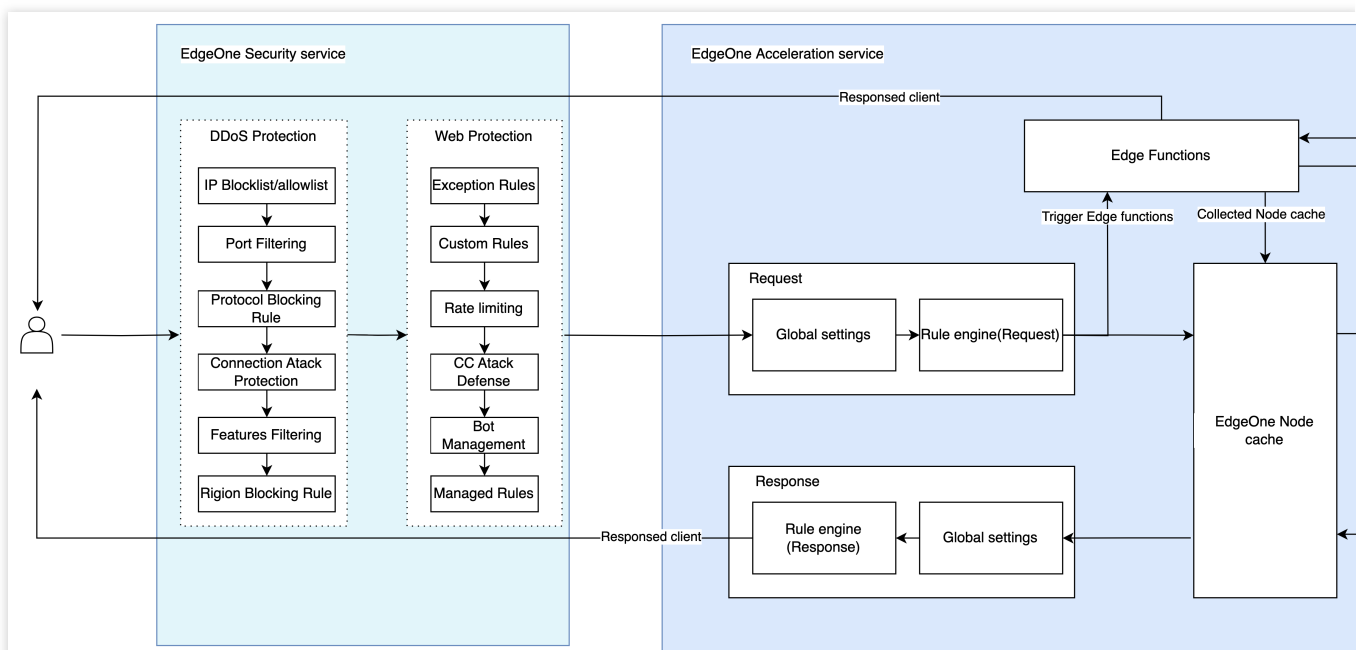 EdgeOne Security service
EdgeOne Acceleration service
Responsed client
DDoS Protection
IP Blocklist/allowlist
Port Filtering
Protocol Blocking
Rule
Connection Atack
Protection
Features Filtering
Rigion Blocking Rule
Web Protection
Exception Rules
Custom Rules
Rate limiting
CC Atack
Defense
Bot
Management
Managed Rules
Edge Functions
Trigger Edge functions
Collected Node cache
Request
Global settings
Rule engine(Request)
EdgeOne Node
cache
Response
Rule engine
(Response)
Global settings
Responsed client